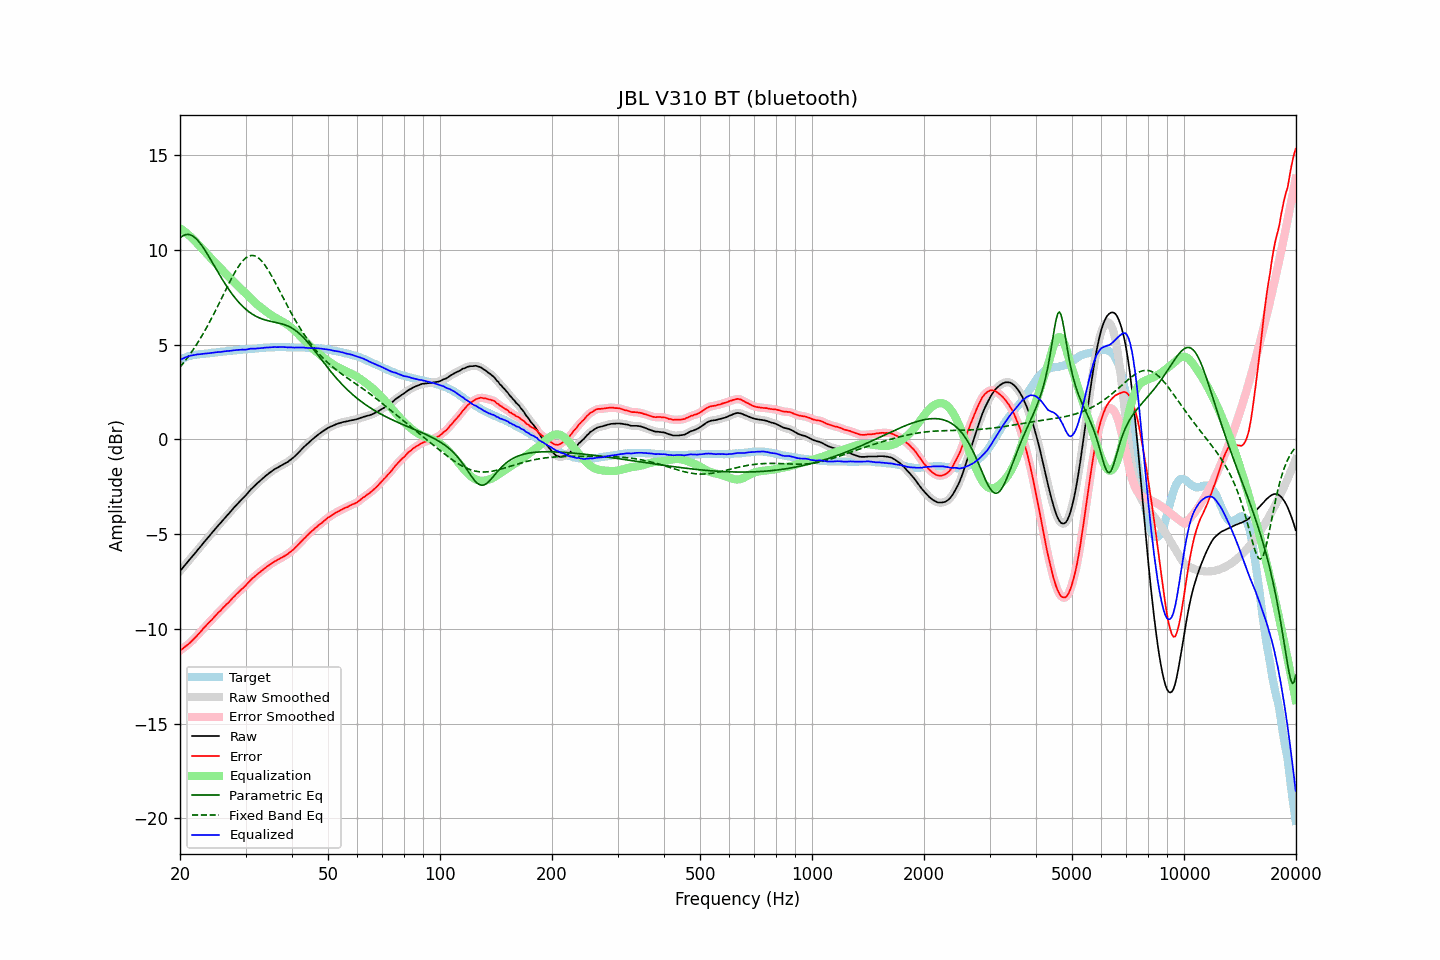 JBL V310 BT (bluetooth)
Amplitude (dBr)
15
10
5
0
−5
−10
−15
−20
Target
Raw Smoothed
Error Smoothed
Raw
Error
Equalization
Parametric Eq
Fixed Band Eq
Equalized
20
50
100
200
500
1000
2000
5000
10000
20000
Frequency (Hz)